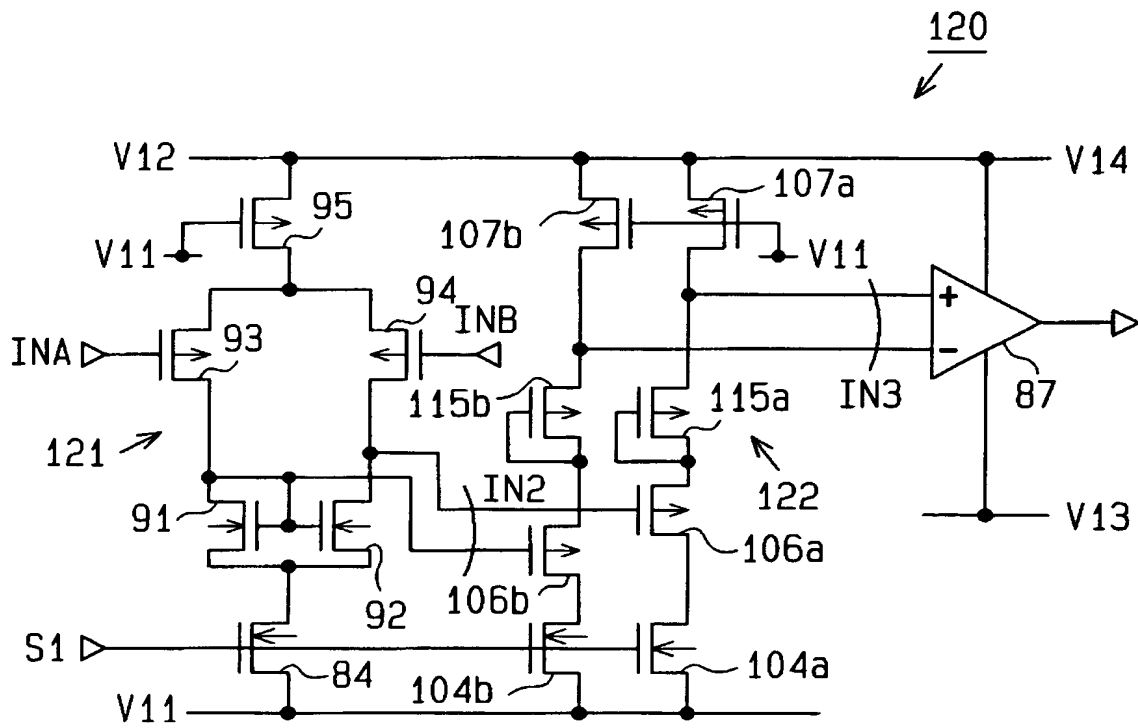 120
V12
V14
107a
95
107b
V11
V11
94
INB
+
INA
93
-
115b
IN3
87
115a
121
IN2
122
91
V13
106a
92
106b
S1
84
104b
104a
V11